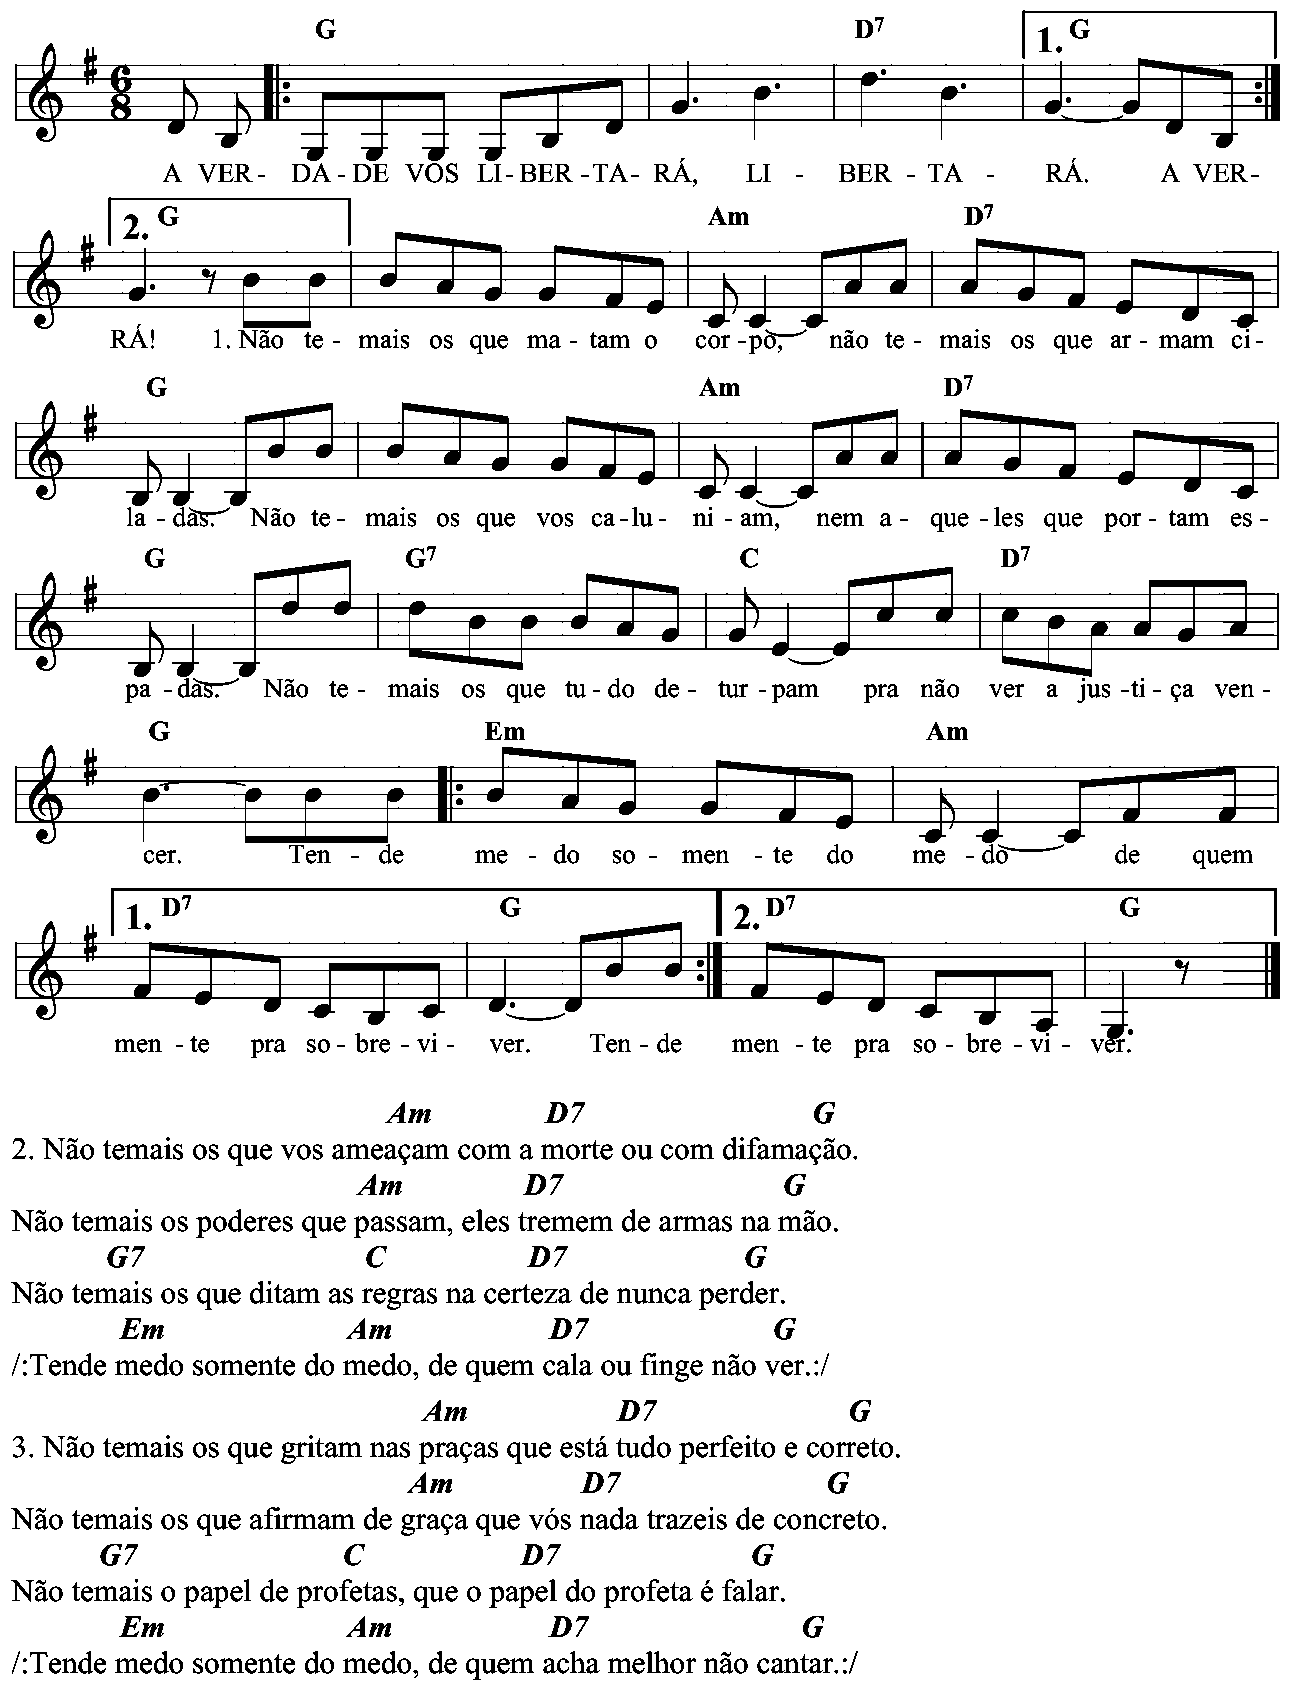 G D7 1. G
6/8
A VER- DA-DE VOS LI-BER-TA-RÁ, LI - BER - TA - RÁ. A VER-
2. G Am D7
RÁ! 1. Não te- mais os que ma-tam o cor-po, não te-mais os que ar-mam ci-
G Am D7
la-das. Não te- mais os que vos ca-lu-ni-am, nem a-que-les que por-tam es-
G G7 C D7
pa-das. Não te- mais os que tu-do de-tur-pam pra não ver a jus-ti-ça ven-
G Em Am
cer. Ten-de me-do so-men-te do me-do de quem
1. D7 G 2. D7 G
men-te pra so-bre-vi-ver. Ten-de men-te pra so-bre-vi-ver.
Am D7 G
2. Não temais os que vos ameaçam com a morte ou com difamação.
Am D7 G
Não temais os poderes que passam, eles tremem de armas na mão.
G7 C D7 G
Não temais os que ditam as regras na certeza de nunca perder.
Em Am D7 G
/:Tende medo somente do medo, de quem cala ou finge não ver.:/
Am D7 G
3. Não temais os que gritam nas praças que está tudo perfeito e correto.
Am D7 G
Não temais os que afirmam de graça que vós nada trazeis de concreto.
G7 C D7 G
Não temais o papel de profetas, que o papel do profeta é falar.
Em Am D7 G
/:Tende medo somente do medo, de quem acha melhor não cantar.:/